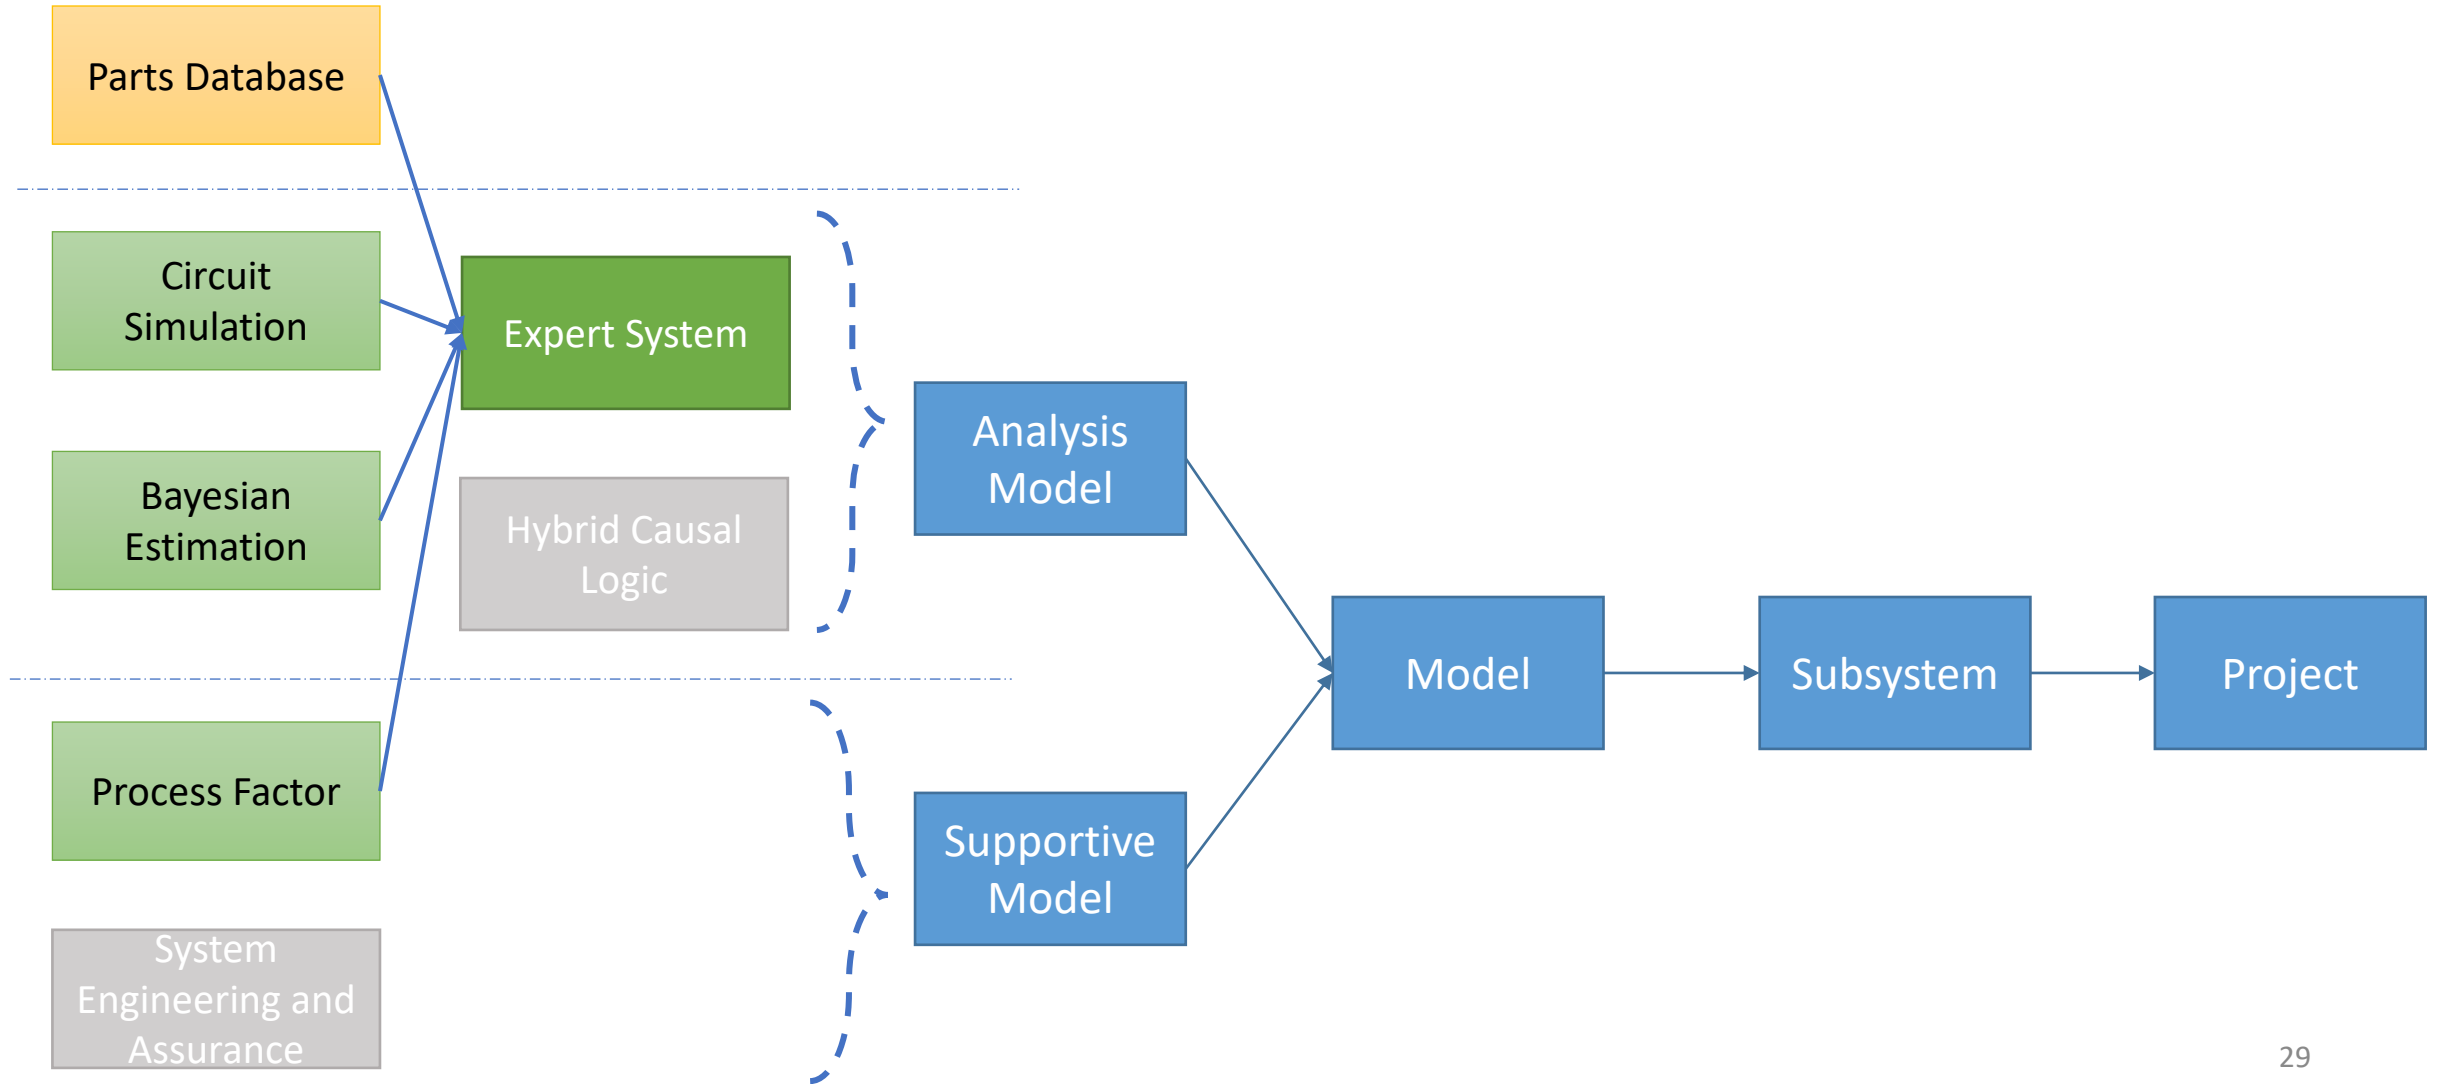 Parts Database
Circuit
Simulation
Expert System
Bayesian
Estimation
Hybrid Causal
Logic
Analysis
Model
Model
Subsystem
Project
Process Factor
Supportive
Model
System
Engineering and
Assurance
29